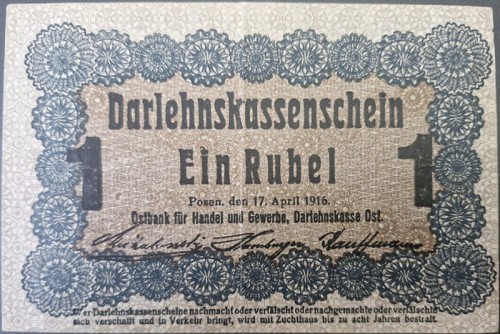 Darlehnskassenschein
1 Ein Rubel 1
Posen, den 17. April 1916.
Ostbank für Handel und Gewerbe, Darlehnskasse Ost.
Hamburger Kauffmann
Wer Darlehnskassenscheine nachmacht oder verfälscht oder nachgemachte oder verfälschte
sich verschafft und in Verkehr bringt, wird mit Zuchthaus bis zu acht Jahren bestraft.